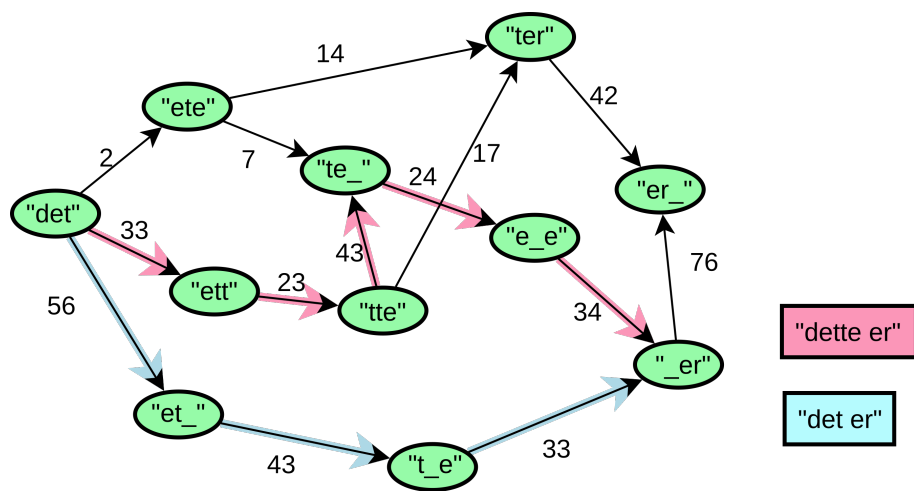 "ter"
14
42
"ete"
2
7
17
"te_"
24
"er_"
"det"
33
43
"e_e"
76
56
"ett"
23
"tte"
34
"dette er"
"_er"
"et_"
"det er"
43
"t_e"
33